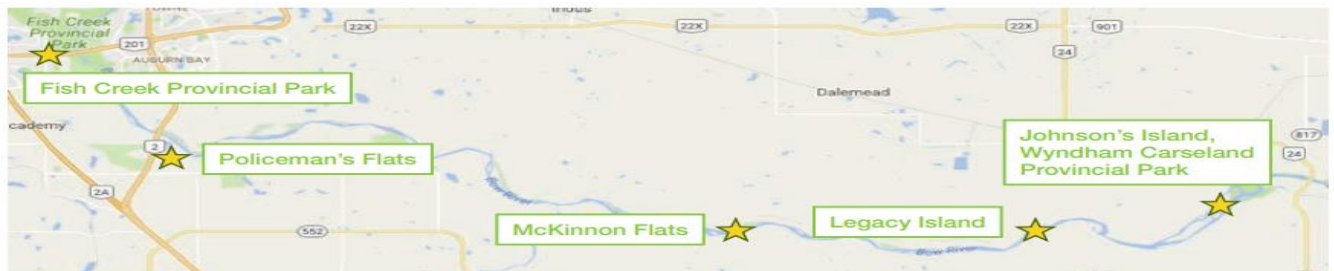 Fish Creek
Provincial
Park
201
22X
22X
22X
901
24
AUBURN BAY
Fish Creek Provincial Park
Dalemead
cademy
2
Policeman's Flats
Johnson's Island,
Wyndham Carseland
Provincial Park
817
24
2A
Bow River
552
McKinnon Flats
Legacy Island
Bow River